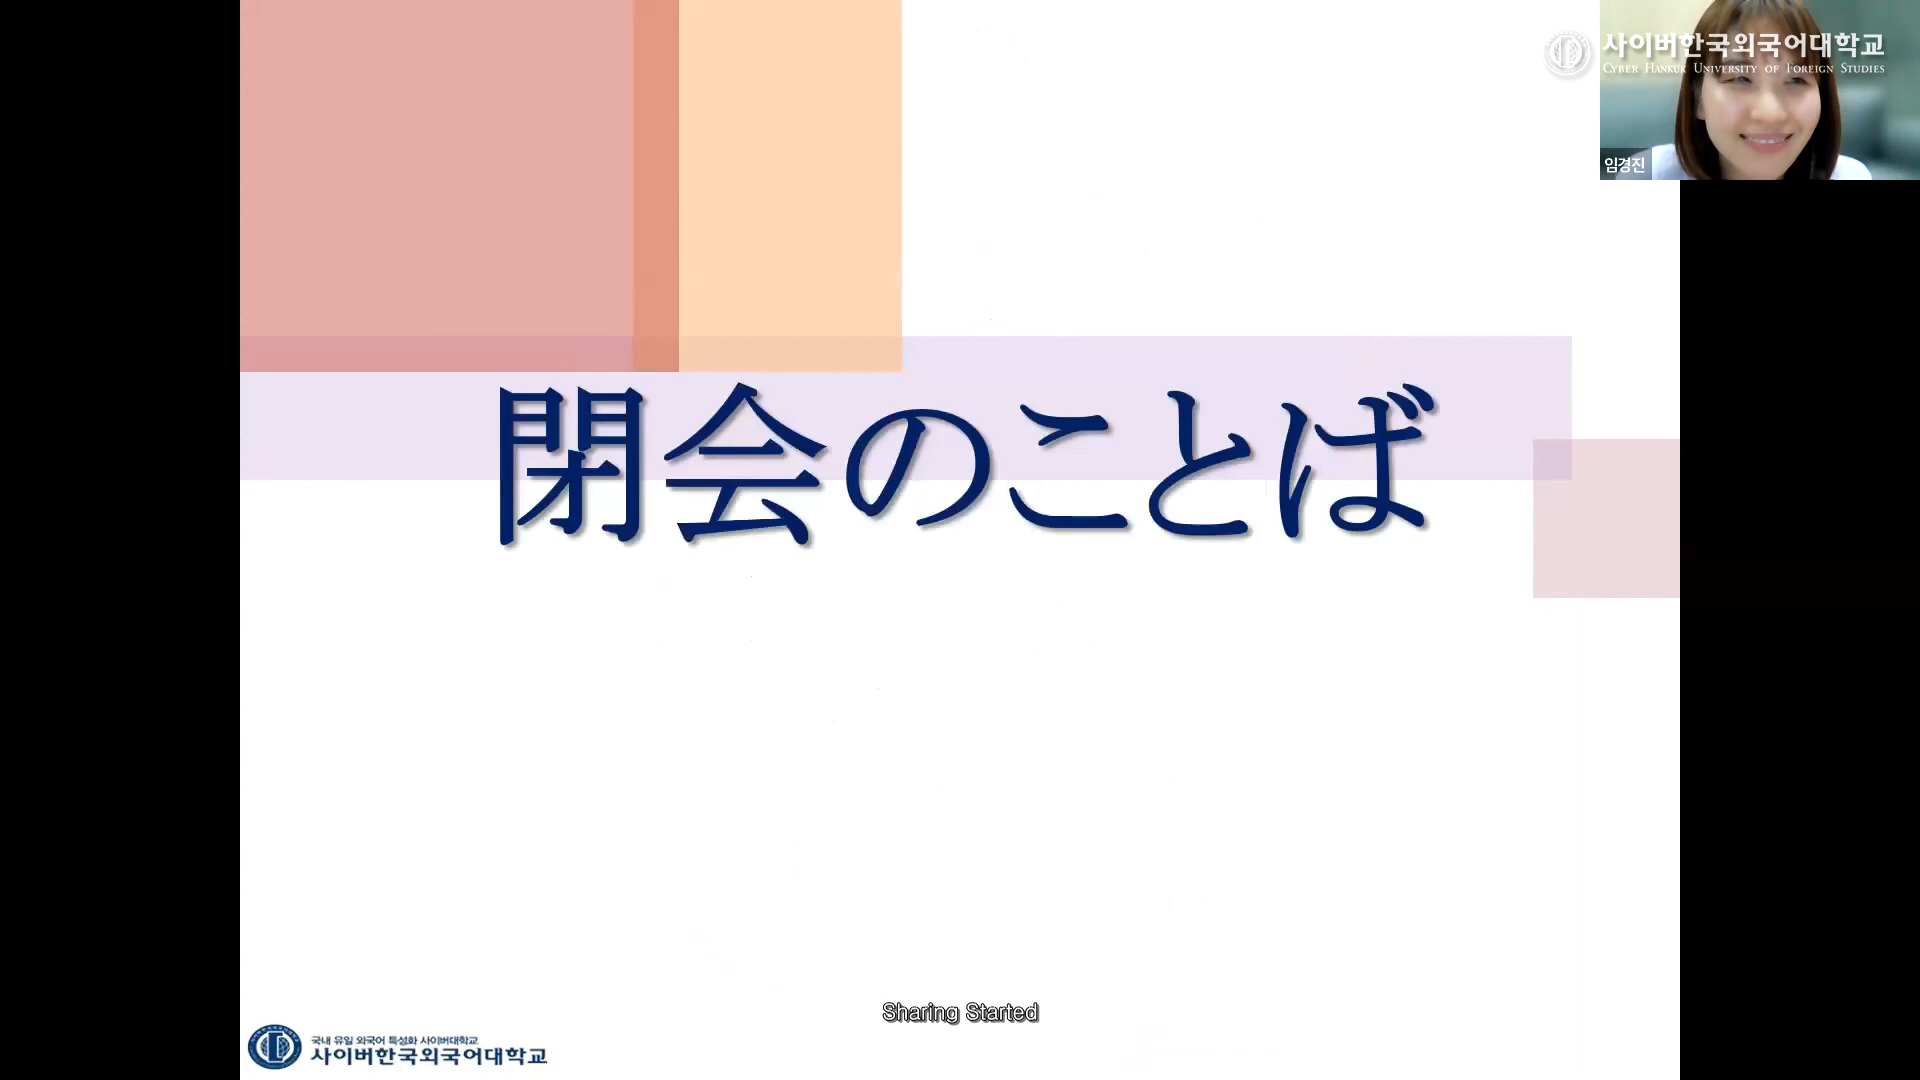 사이버한국외국어대학교
CYBER HANKUK UNIVERSITY OF FOREIGN STUDIES
임경진
閉会のことば
Sharing Started
국내 유일 외국어 특성화 사이버대학교
사이버한국외국어대학교